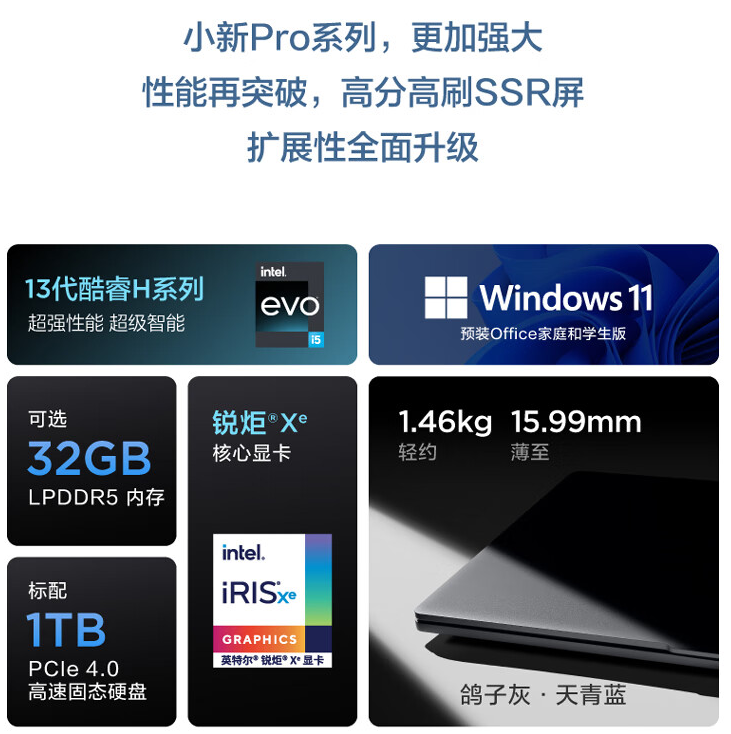 小新Pro系列，更加强大
性能再突破，高分高刷SSR屏
扩展性全面升级
13代酷睿H系列
超强性能 超级智能
intel.
evo
i5
Windows 11
预装Office家庭和学生版
可选
32GB
LPDDR5 内存
标配
1TB
PCIe 4.0
高速固态硬盘
锐炬®Xe
核心显卡
intel.
iRIS® Xe
GRAPHICS
英特尔® 锐炬® Xe 显卡
1.46kg 15.99mm
轻约 薄至
鸽子灰·天青蓝